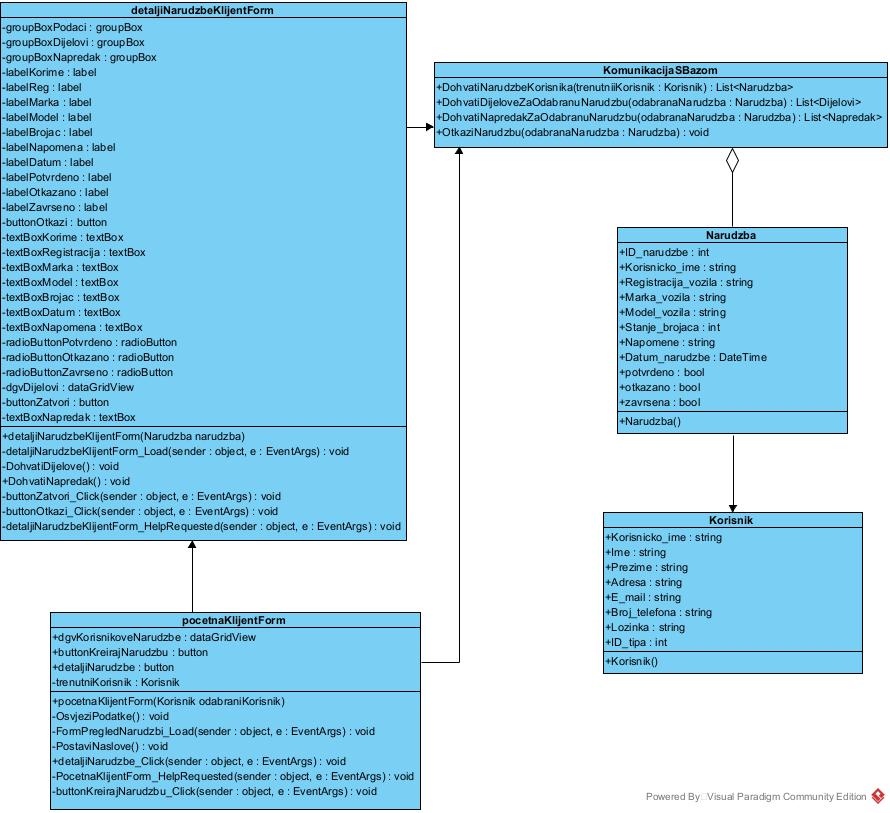 detaljiNarudzbeKlijentForm
-groupBoxPodaci : groupBox
-groupBoxDijelovi : groupBox
-groupBoxNapredak : groupBox
-labelKorime : label
-labelReg : label
-labelMarka : label
-labelModel : label
-labelBrojac : label
-labelNapomena : label
-labelDatum : label
-labelPotvrdeno : label
-labelOtkazano : label
-labelZavrseno : label
-buttonOtkazi : button
-textBoxKorime : textBox
-textBoxRegistracija : textBox
-textBoxMarka : textBox
-textBoxModel : textBox
-textBoxBrojac : textBox
-textBoxDatum : textBox
-textBoxNapomena : textBox
-radioButtonPotvrdeno : radioButton
-radioButtonOtkazano : radioButton
-radioButtonZavrseno : radioButton
-dgvDijelovi : dataGridView
-buttonZatvori : button
-textBoxNapredak : textBox
+detaljiNarudzbeKlijentForm(Narudzba narudzba)
-detaljiNarudzbeKlijentForm_Load(sender : object, e : EventArgs) : void
-DohvatiDijelove() : void
+DohvatiNapredak() : void
-buttonZatvori_Click(sender : object, e : EventArgs) : void
-buttonOtkazi_Click(sender : object, e : EventArgs) : void
-detaljiNarudzbeKlijentForm_HelpRequested(sender : object, e : EventArgs) : void
KomunikacijaSBazom
+DohvatiNarudzbeKorisnika(trenutniiKorisnik : Korisnik) : List<Narudzba>
+DohvatiDijeloveZaOdabranuNarudzbu(odabranaNarudzba : Narudzba) : List<Dijelovi>
+DohvatiNapredakZaOdabranuNarudzbu(odabranaNarudzba : Narudzba) : List<Napredak>
+OtkaziNarudzbu(odabranaNarudzba : Narudzba) : void
Narudzba
+ID_narudzbe : int
+Korisnicko_ime : string
+Registracija_vozila : string
+Marka_vozila : string
+Model_vozila : string
+Stanje_brojaca : int
+Napomene : string
+Datum_narudzbe : DateTime
+potvrdeno : bool
+otkazano : bool
+zavrsena : bool
+Narudzba()
Korisnik
+Korisnicko_ime : string
+Ime : string
+Prezime : string
+Adresa : string
+E_mail : string
+Broj_telefona : string
+Lozinka : string
+ID_tipa : int
+Korisnik()
pocetnaKlijentForm
+dgvKorisnikoveNarudzbe : dataGridView
+buttonKreirajNarudzbu : button
+detaljiNarudzbe : button
-trenutniKorisnik : Korisnik
+pocetnaKlijentForm(Korisnik odabraniKorisnik)
-OsvjeziPodatke() : void
-FormPregledNarudzbi_Load(sender : object, e : EventArgs) : void
-PostaviNaslove() : void
+detaljiNarudzbe_Click(sender : object, e : EventArgs) : void
-PocetnaKlijentForm_HelpRequested(sender : object, e : EventArgs) : void
-buttonKreirajNarudzbu_Click(sender : object, e : EventArgs) : void
Powered By Visual Paradigm Community Edition